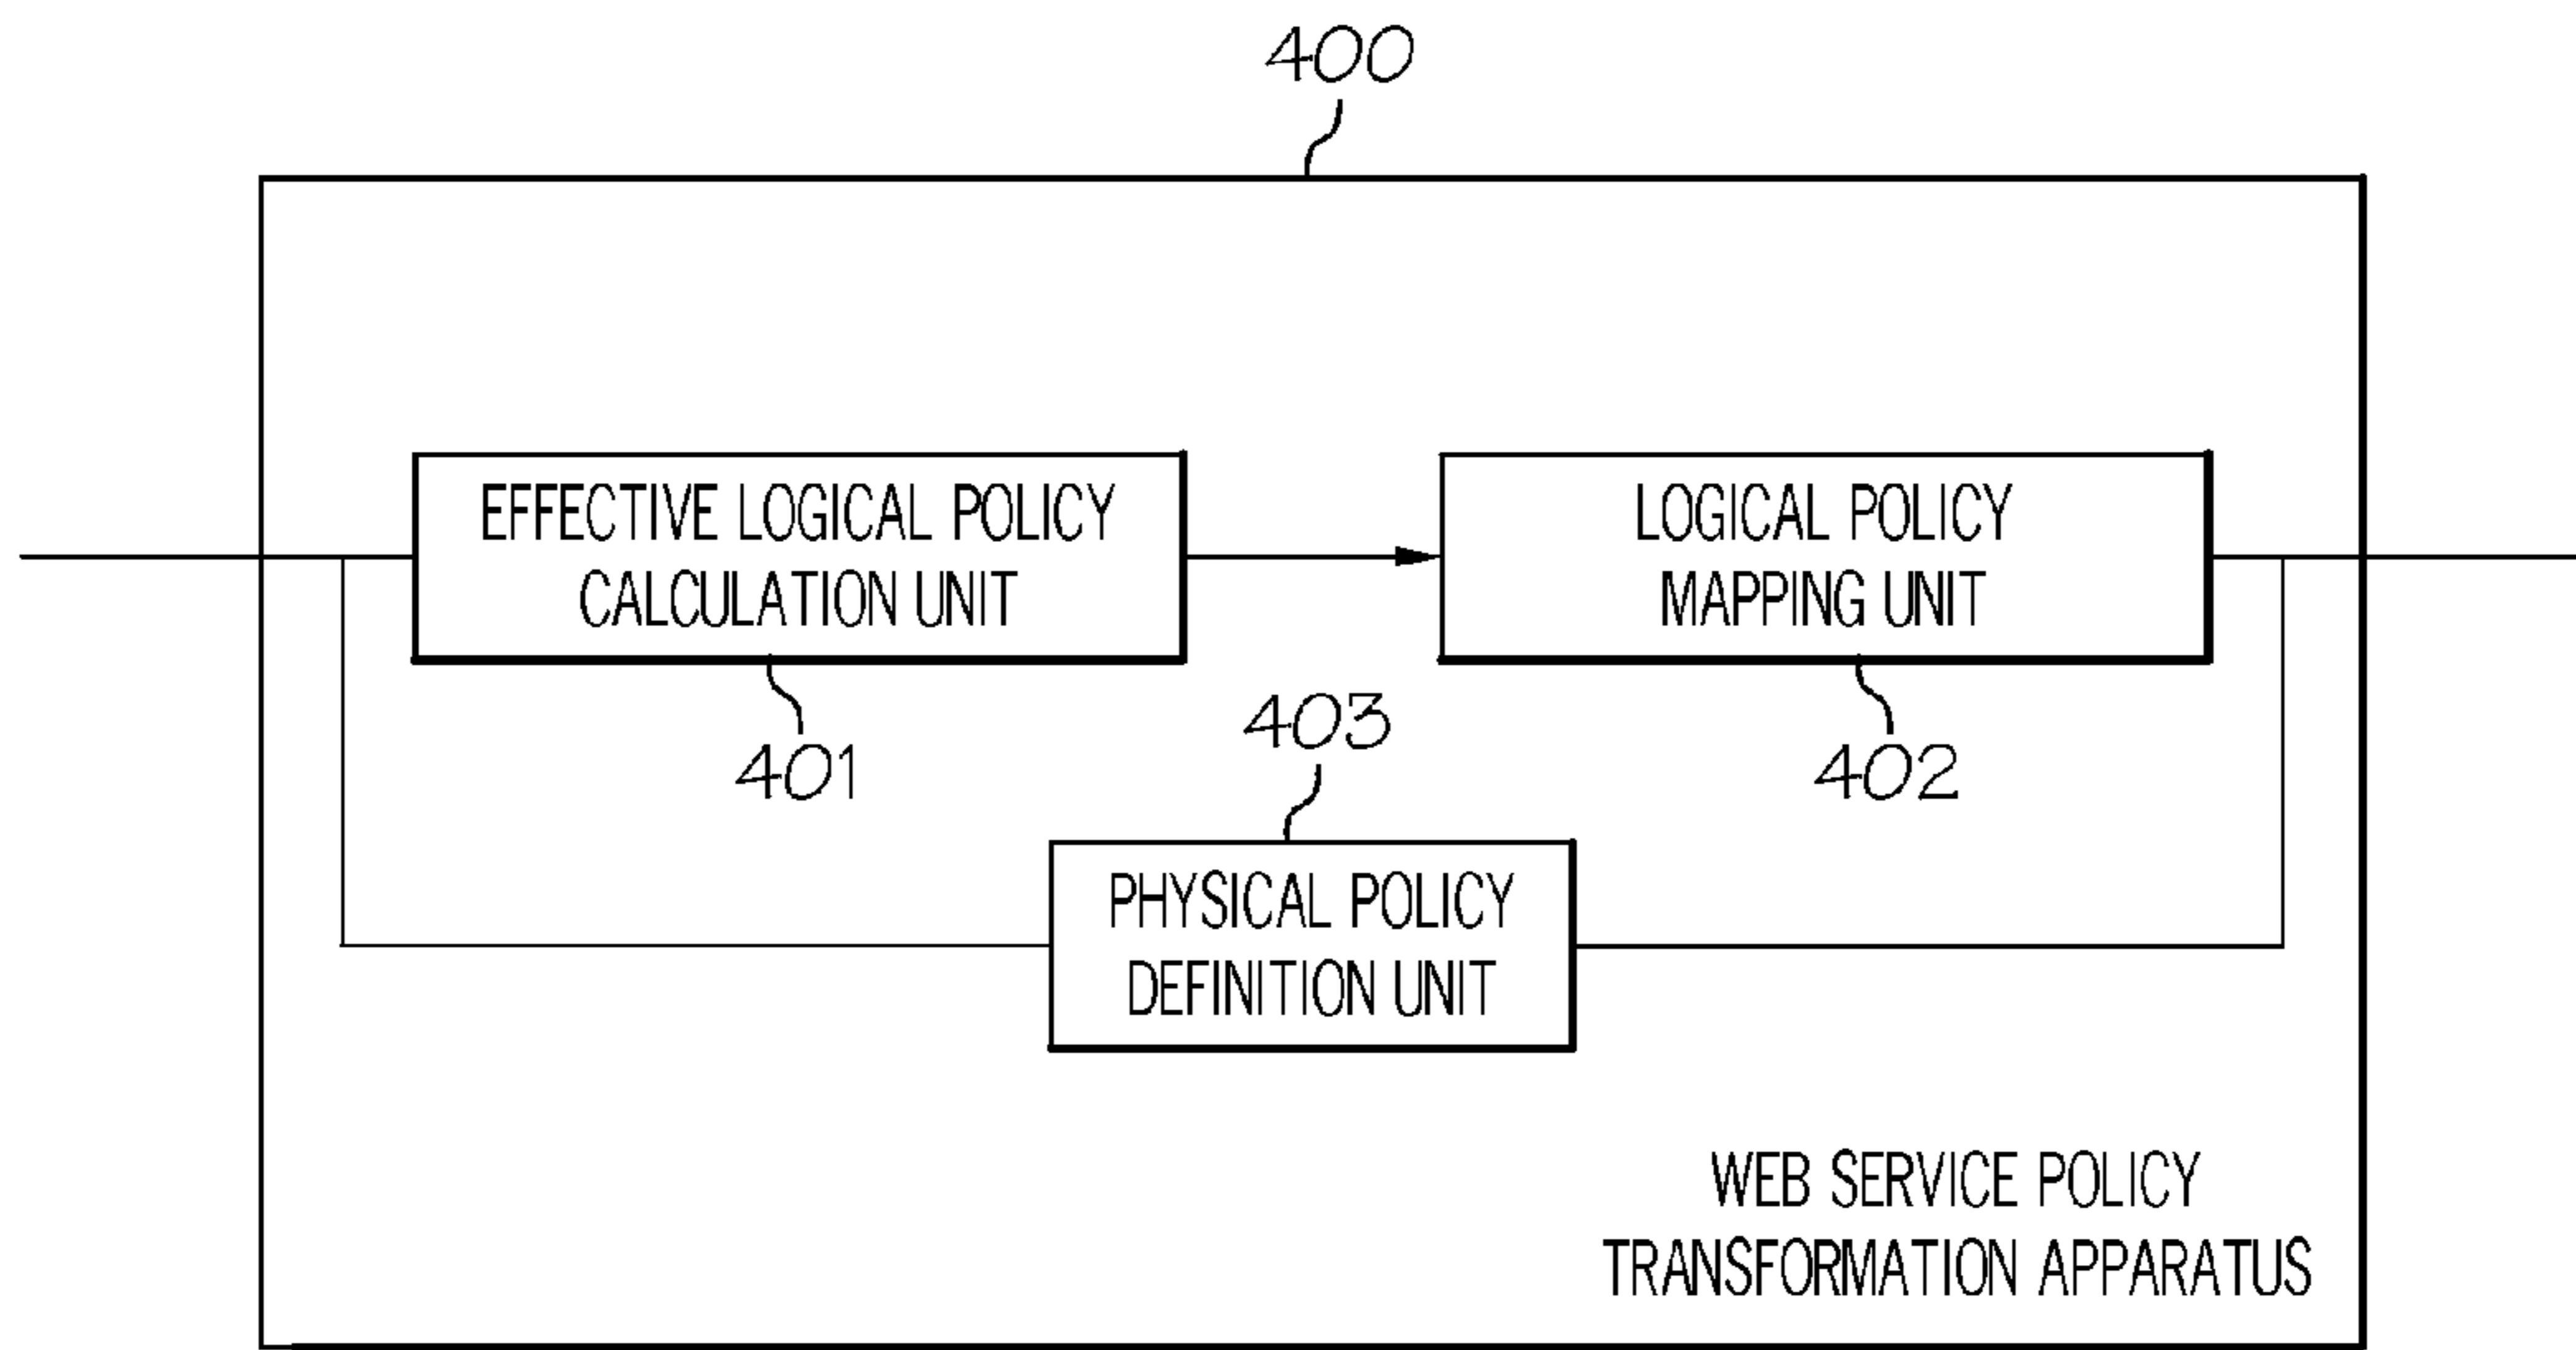 400
EFFECTIVE LOGICAL POLICY
CALCULATION UNIT
401
LOGICAL POLICY
MAPPING UNIT
402
403
PHYSICAL POLICY
DEFINITION UNIT
WEB SERVICE POLICY
TRANSFORMATION APPARATUS